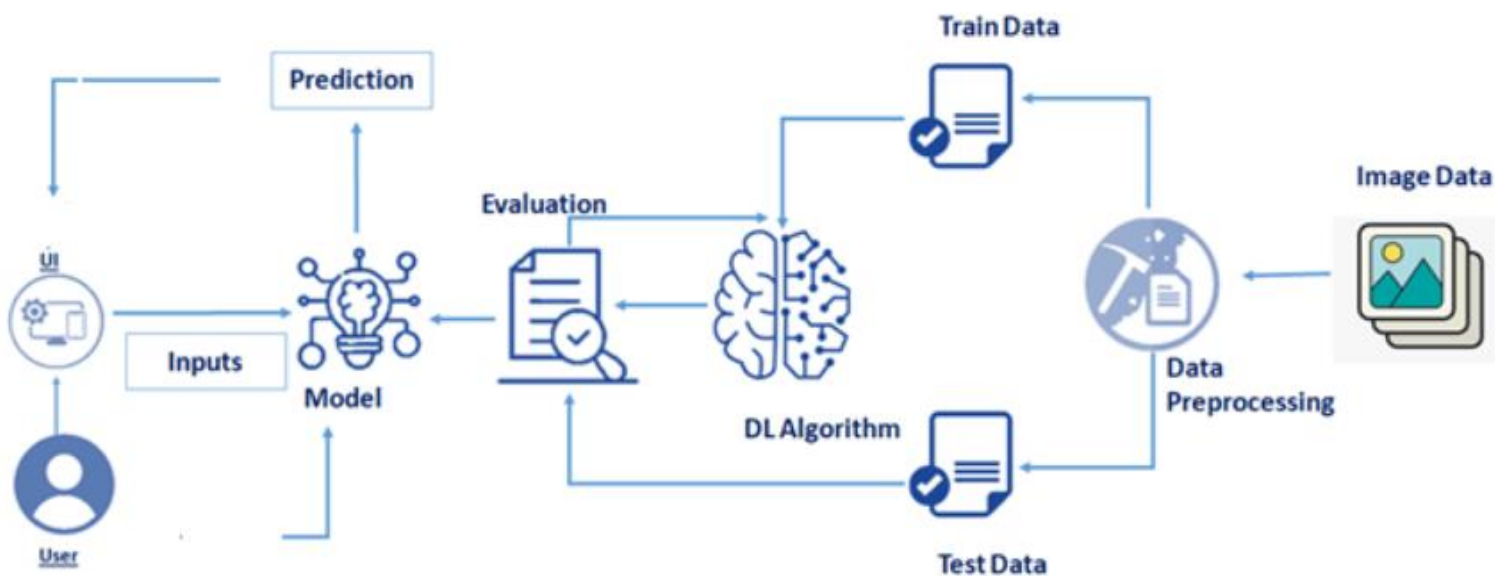 Train Data
Prediction
Image Data
Evaluation
UI
Inputs
Model
DL Algorithm
Data
Preprocessing
User
Test Data